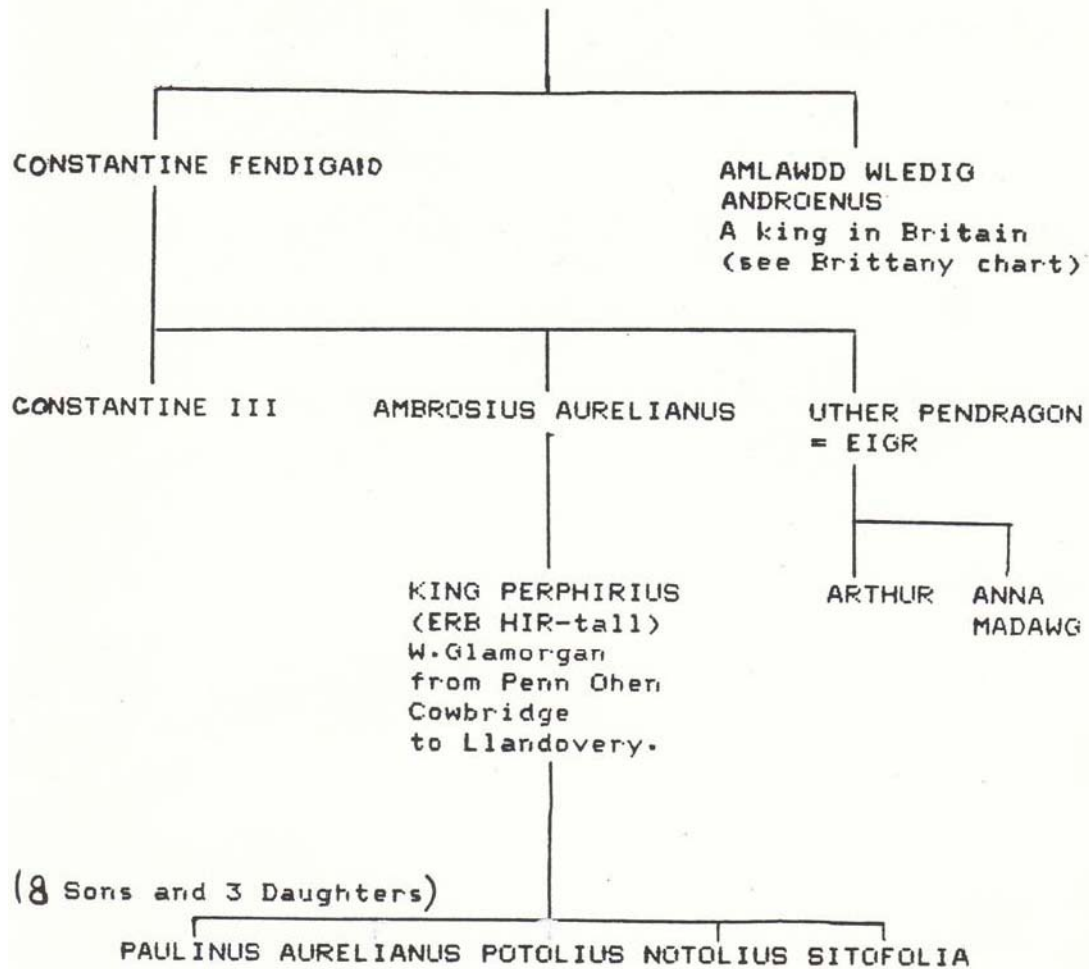 CONSTANTINE FENDIGAID
AMLAWDD WLEDIG
ANDROENUS
A king in Britain
(see Brittany chart)
CONSTANTINE III
AMBROSIUS AURELIANUS
UTHER PENDRAGON
= EIGR
KING PERPHIRIUS
(ERB HIR-tall)
W.Glamorgan
from Penn Ohen
Cowbridge
to Llandovery.
ARTHUR
ANNA
MADAWG
(8 Sons and 3 Daughters)
PAULINUS AURELIANUS POTOLIUS NOTOLIUS SITOFOLIA